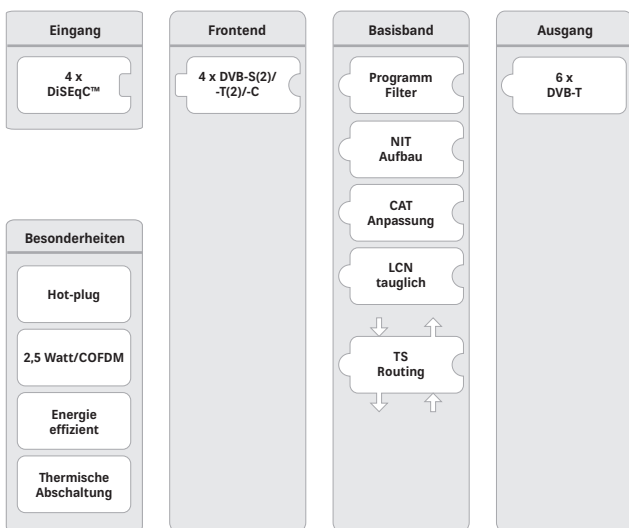 Eingang
4 x
DiSEqC™
Besonderheiten
Hot-plug
2,5 Watt/COFDM
Energie
effizient
Thermische
Abschaltung
Frontend
4 x DVB-S(2)/
-T(2)/-C
Basisband
Programm
Filter
NIT
Aufbau
CAT
Anpassung
LCN
tauglich
TS
Routing
Ausgang
6 x
DVB-T